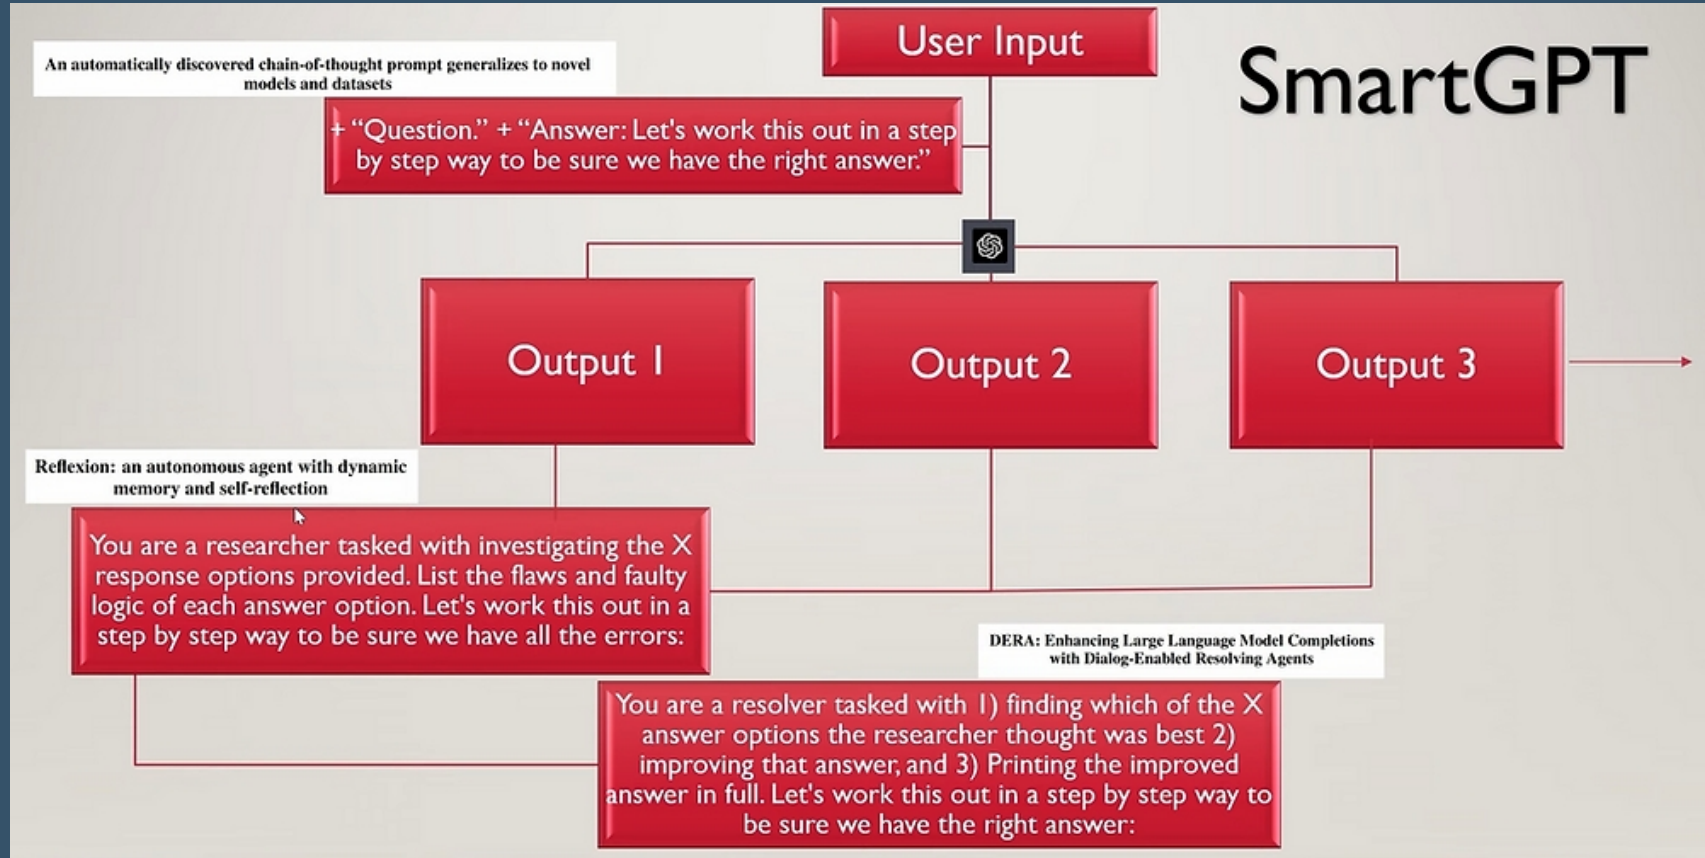 User Input
SmartGPT
An automatically discovered chain-of-thought prompt generalizes to novel
models and datasets
+ “Question.” + “Answer: Let's work this out in a step
by step way to be sure we have the right answer.”
Output 1
Output 2
Output 3
Reflexion: an autonomous agent with dynamic
memory and self-reflection
You are a researcher tasked with investigating the X
response options provided. List the flaws and faulty
logic of each answer option. Let's work this out in a
step by step way to be sure we have all the errors:
DERA: Enhancing Large Language Model Completions
with Dialog-Enabled Resolving Agents
You are a resolver tasked with 1) finding which of the X
answer options the researcher thought was best 2)
improving that answer, and 3) Printing the improved
answer in full. Let's work this out in a step by step way to
be sure we have the right answer: